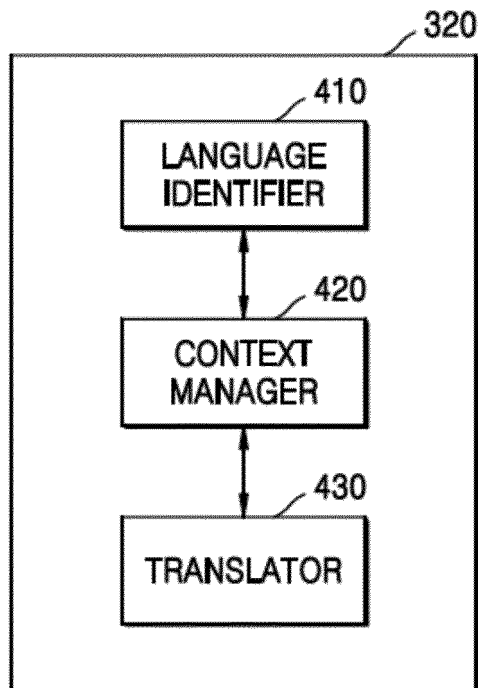 320
410
LANGUAGE
IDENTIFIER
420
CONTEXT
MANAGER
430
TRANSLATOR